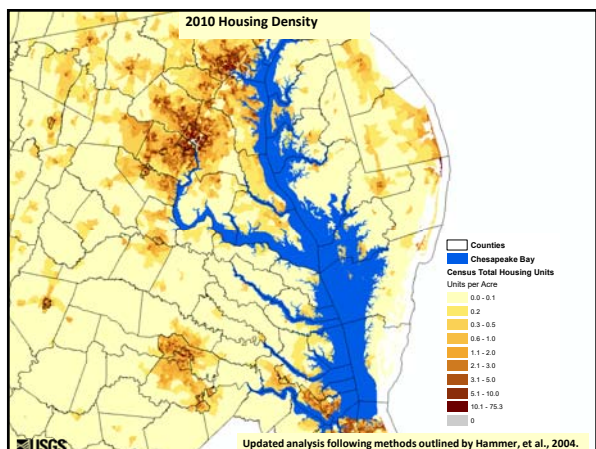 2010 Housing Density
Counties
Chesapeake Bay
Census Total Housing Units
Units per Acre
0.0 - 0.1
0.2
0.3 - 0.5
0.6 - 1.0
1.1 - 2.0
2.1 - 3.0
3.1 - 5.0
5.1 - 10.0
10.1 - 75.3
0
USGS
Updated analysis following methods outlined by Hammer, et al., 2004.